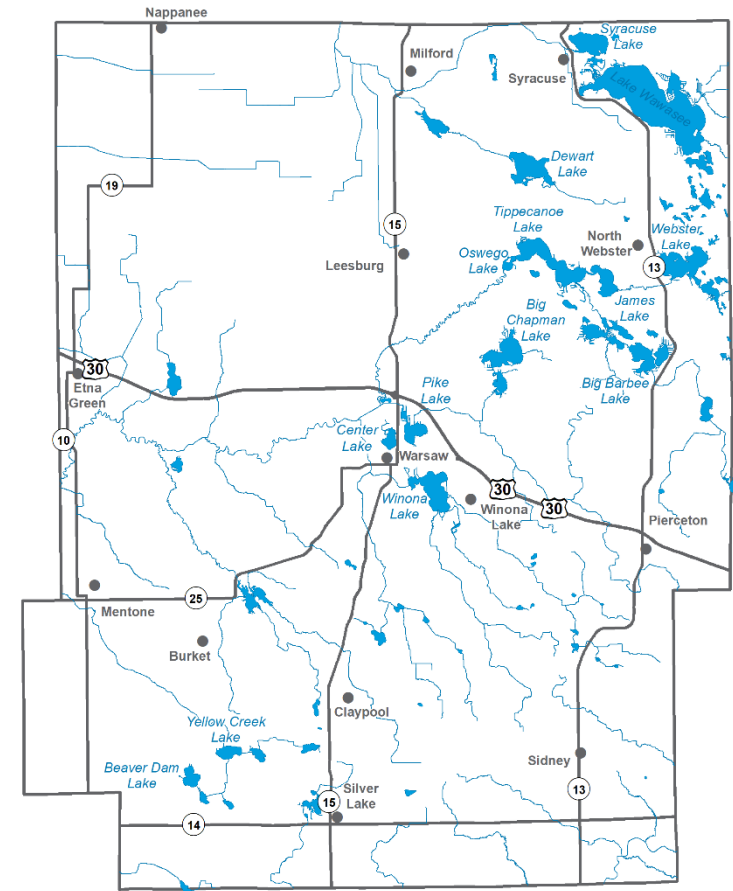 Nappanee
Syracuse
Lake
Milford
Syracuse
Lake Wawasee
Dewart
Lake
19
Tippecanoe
Lake
15
North
Webster
Webster
Lake
Oswego
Lake
Leesburg
13
James
Lake
Big
Chapman
Lake
30
Etna
Green
Pike
Lake
Big Barbee
Lake
10
Center
Lake
Warsaw
Winona
Lake
30
30
Winona
Lake
Pierceton
Mentone
25
Burket
Claypool
Yellow Creek
Lake
Beaver Dam
Lake
Sidney
Silver
Lake
15
13
14